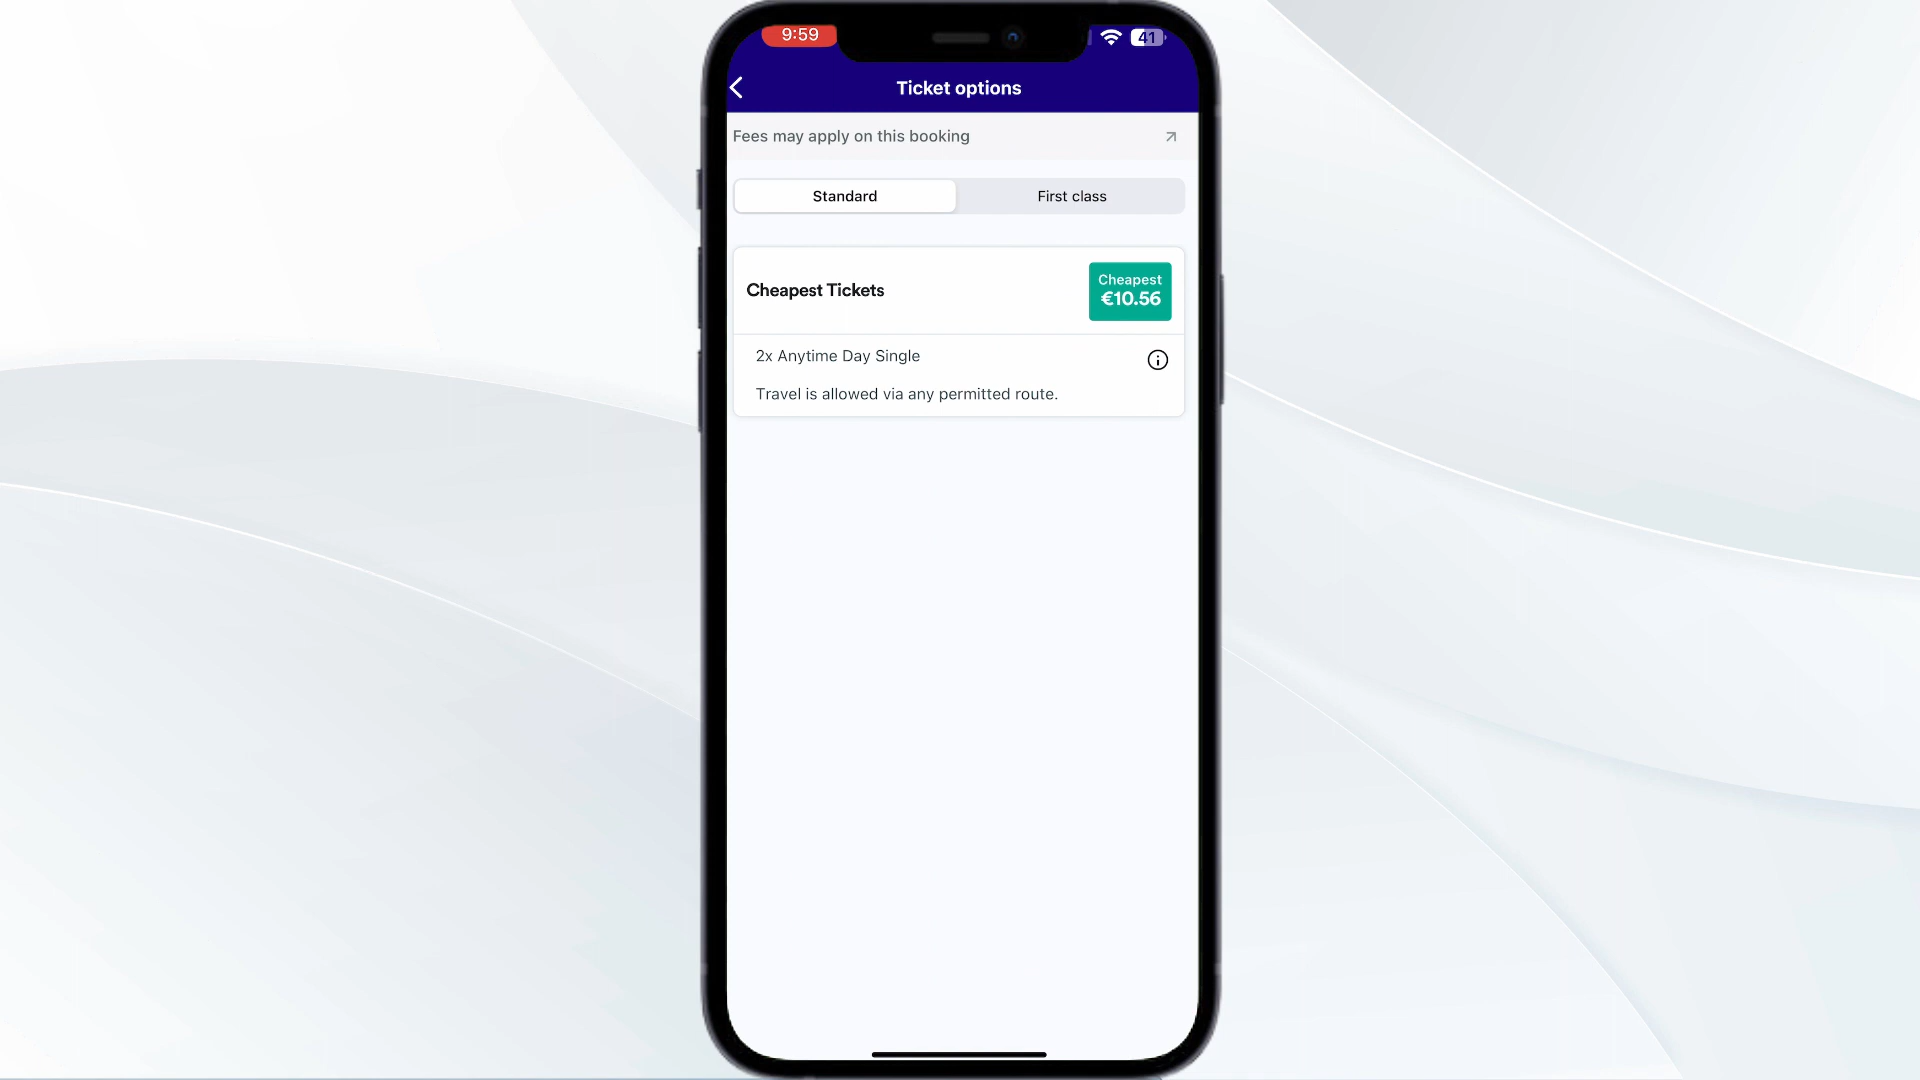 9:59
41
Ticket options
Fees may apply on this booking
Standard
First class
Cheapest Tickets
Cheapest
€10.56
2x Anytime Day Single
Travel is allowed via any permitted route.